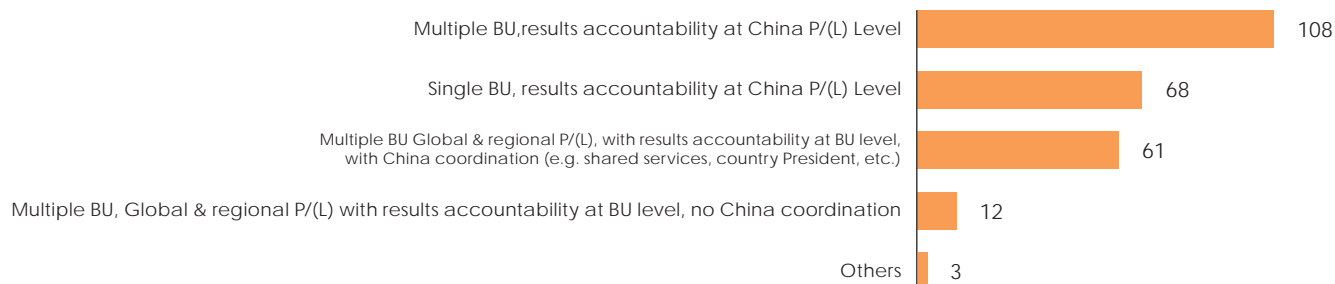 Multiple BU,results accountability at China P/(L) Level 108
Single BU, results accountability at China P/(L) Level 68
Multiple BU Global & regional P/(L), with results accountability at BU level,
with China coordination (e.g. shared services, country President, etc.) 61
Multiple BU, Global & regional P/(L) with results accountability at BU level, no China coordination 12
Others 3